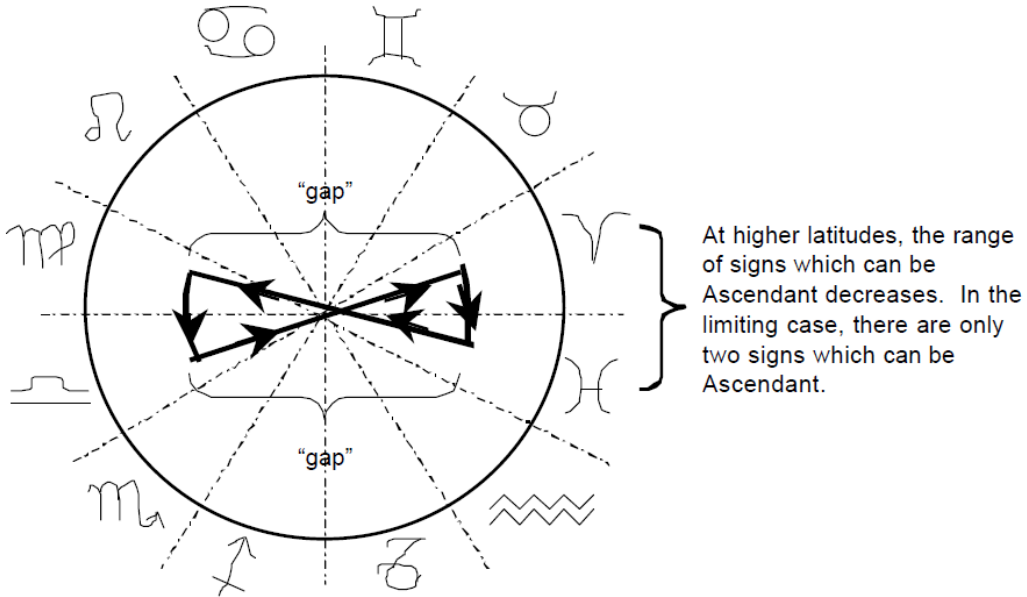 “gap”
At higher latitudes, the range
of signs which can be
Ascendant decreases.  In the
limiting case, there are only
two signs which can be
Ascendant.
“gap”